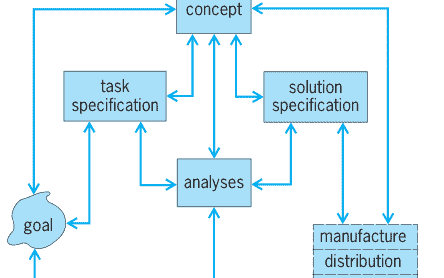 concept
task
specification
solution
specification
analyses
goal
manufacture
distribution